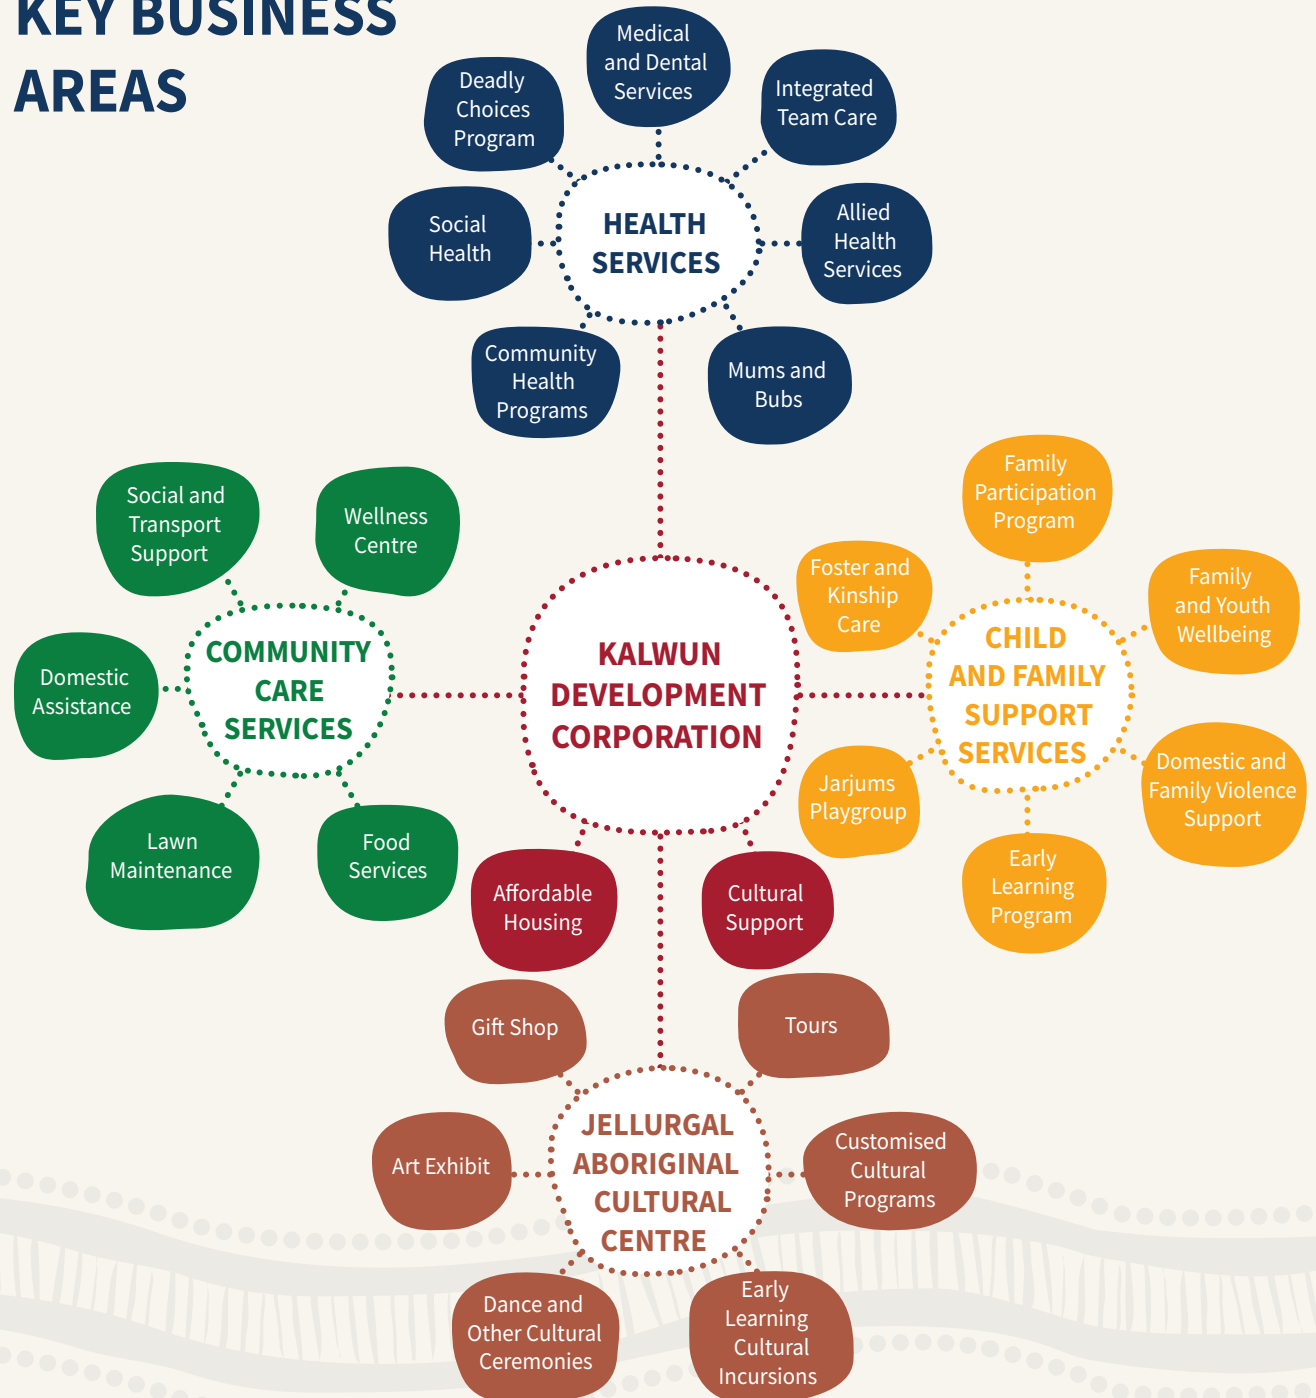 KEY BUSINESS
AREAS
Medical
and Dental
Services
Deadly
Choices
Program
Integrated
Team Care
Social
Health
HEALTH
SERVICES
Allied
Health
Services
Community
Health
Programs
Mums and
Bubs
Social and
Transport
Support
Wellness
Centre
Domestic
Assistance
COMMUNITY
CARE
SERVICES
Lawn
Maintenance
Food
Services
KALWUN
DEVELOPMENT
CORPORATION
Affordable
Housing
Cultural
Support
Family
Participation
Program
Foster and
Kinship
Care
Family
and Youth
Wellbeing
CHILD
AND FAMILY
SUPPORT
SERVICES
Jarjums
Playgroup
Domestic and
Family Violence
Support
Early
Learning
Program
Gift Shop
Tours
Art Exhibit
JELLURGAL
ABORIGINAL
CULTURAL
CENTRE
Customised
Cultural
Programs
Dance and
Other Cultural
Ceremonies
Early
Learning
Cultural
Incursions